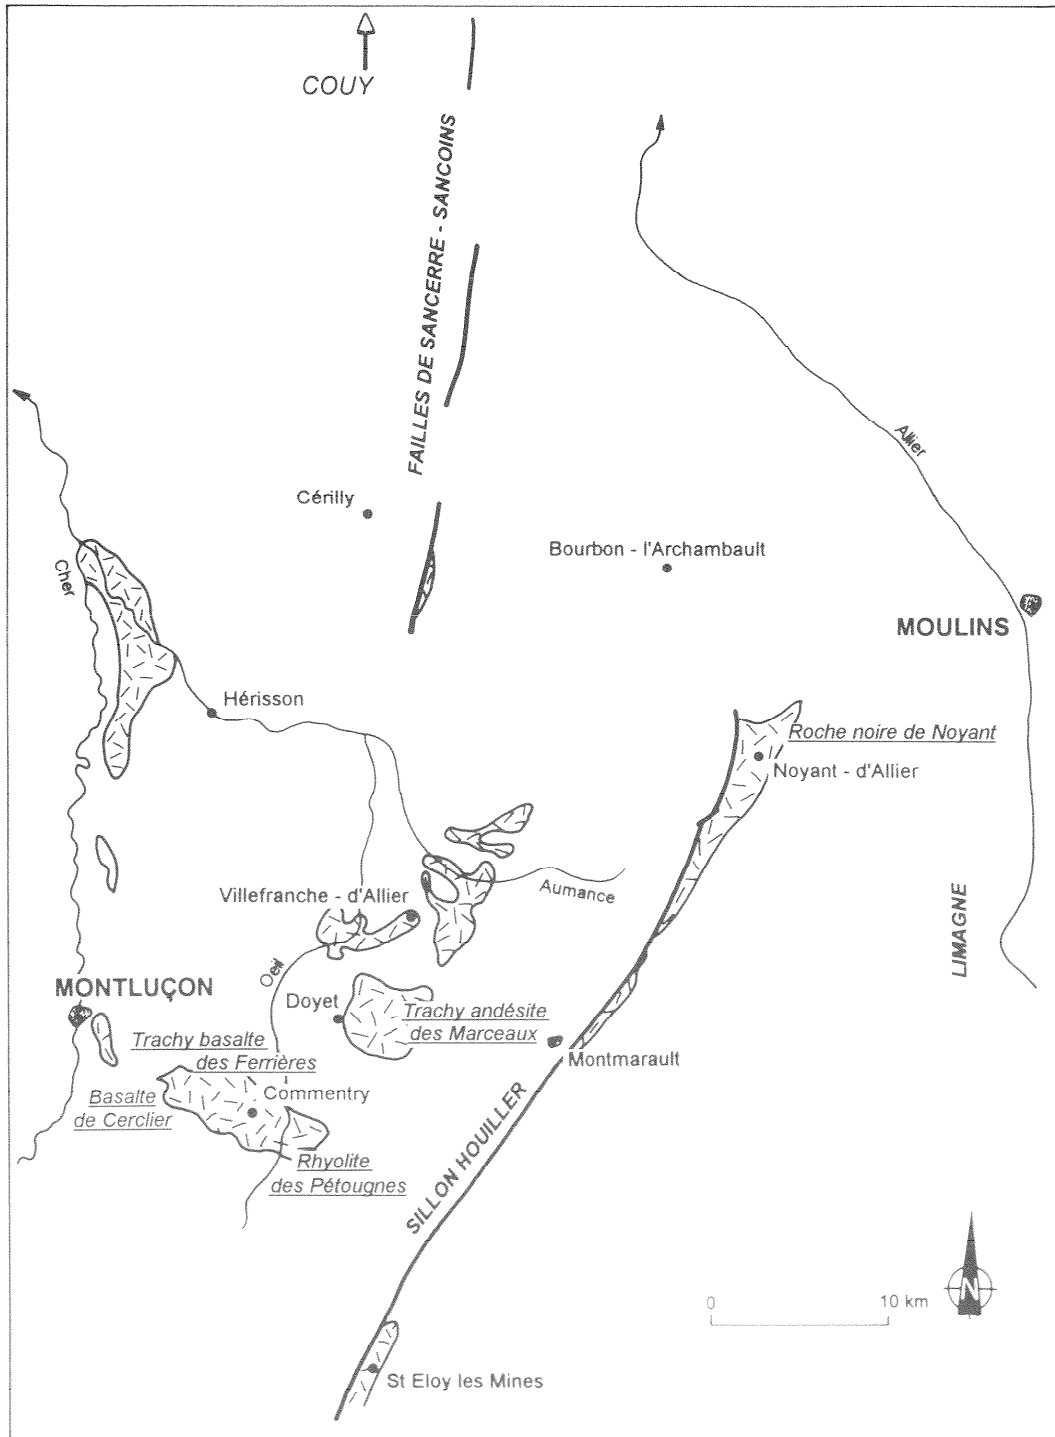 COUY
FAILLES DE SANCERRE - SANCOINS
Allier
Cérilly
Bourbon - l'Archambault
Cher
MOULINS
Hérisson
Roche noire de Noyant
Noyant - d'Allier
Villefranche - d'Allier
Aumance
LIMAGNE
Oeil
MONTLUÇON
Doyet
Trachy andésite
des Marceaux
Trachy basalte
des Ferrières
Montmarault
Basalte
de Cerclier
Commentry
Rhyolite
des Pétougnes
SILLON HOUILLER
N
0
10 km
St Eloy les Mines